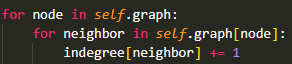 for node in self.graph:
    for neighbor in self.graph[node]:
        indegree[neighbor] += 1